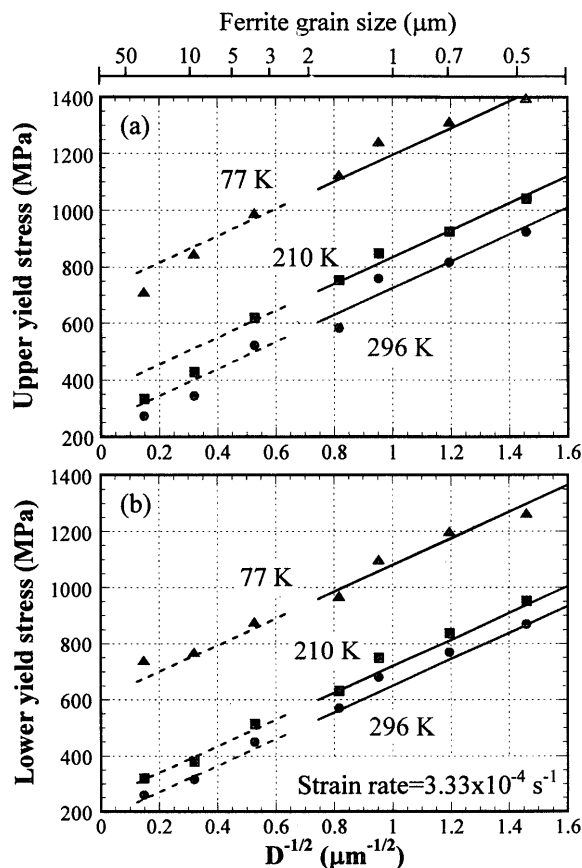 Ferrite grain size (μm)
50 10 5 3 2 1 0.7 0.5
1400
(a)
1200
77 K
1000
210 K
800
600
296 K
400
200
Upper yield stress (MPa)
0 0.2 0.4 0.6 0.8 1 1.2 1.4 1.6
1400
(b)
1200
77 K
1000
800
210 K
600
296 K
400
Strain rate=3.33x10⁻⁴ s⁻¹
200
Lower yield stress (MPa)
0 0.2 0.4 0.6 0.8 1 1.2 1.4 1.6
D⁻¹/² (μm⁻¹/²)